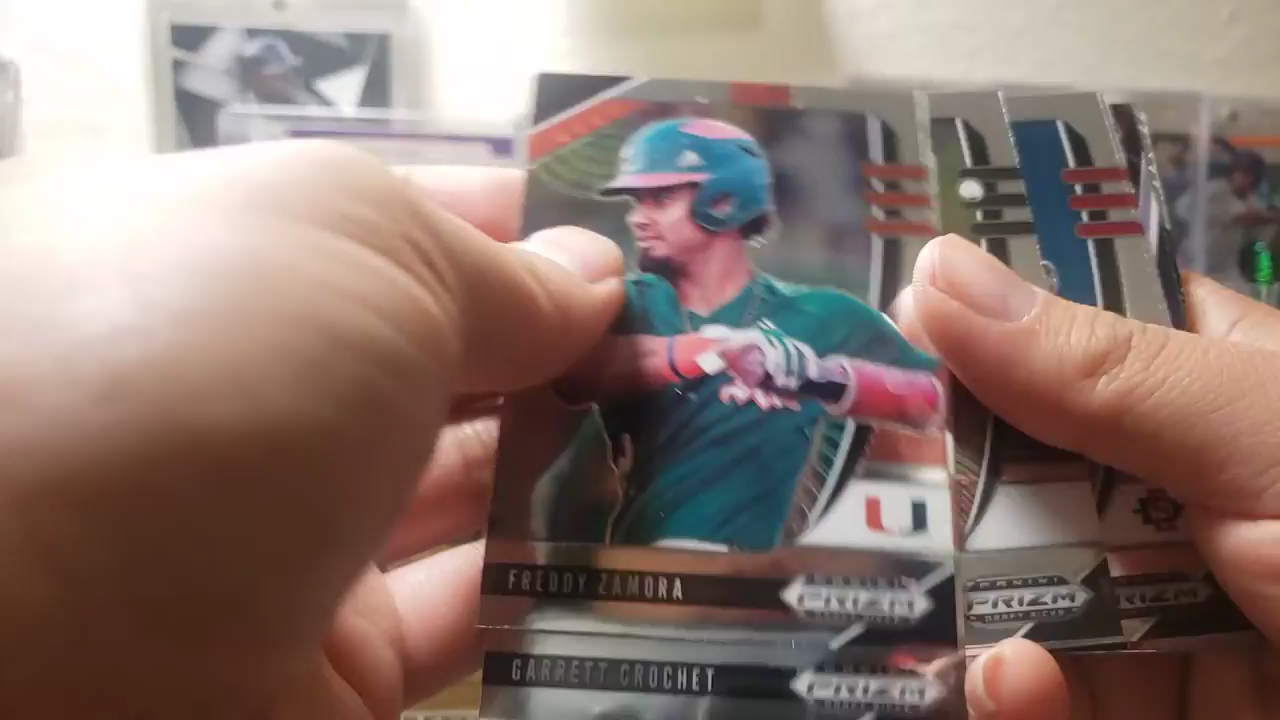 U
FREDDY ZAMORA
PRIZM
GARRETT CROCHET
PRIZM
PANINI
PRIZM
DRAFT PICKS
PRIZM